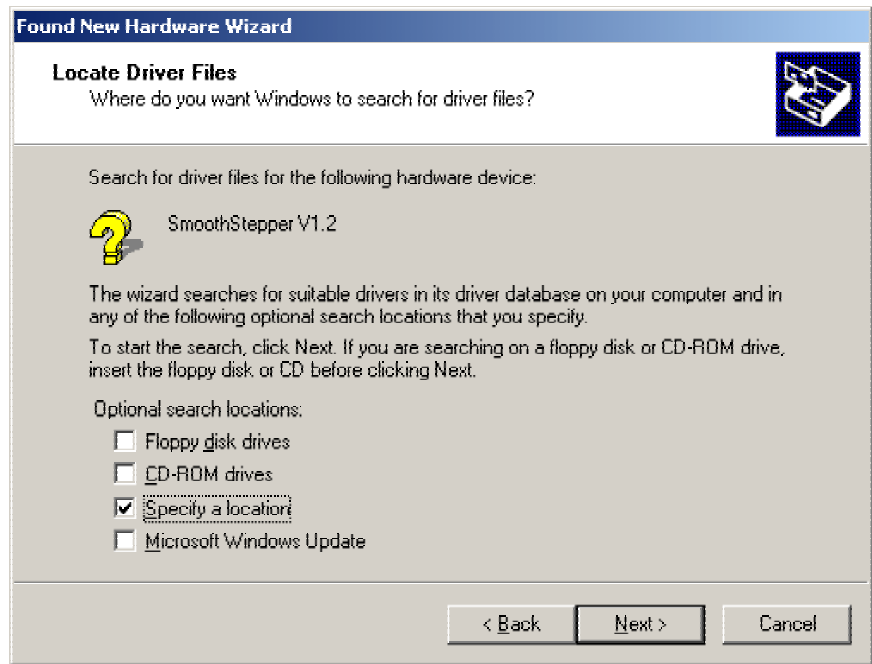 Found New Hardware Wizard
Locate Driver Files
Where do you want Windows to search for driver files?
Search for driver files for the following hardware device:
SmoothStepper V1.2
The wizard searches for suitable drivers in its driver database on your computer and in
any of the following optional search locations that you specify.
To start the search, click Next. If you are searching on a floppy disk or CD-ROM drive,
insert the floppy disk or CD before clicking Next.
Optional search locations:
Floppy disk drives
CD-ROM drives
Specify a location
Microsoft Windows Update
< Back Next > Cancel